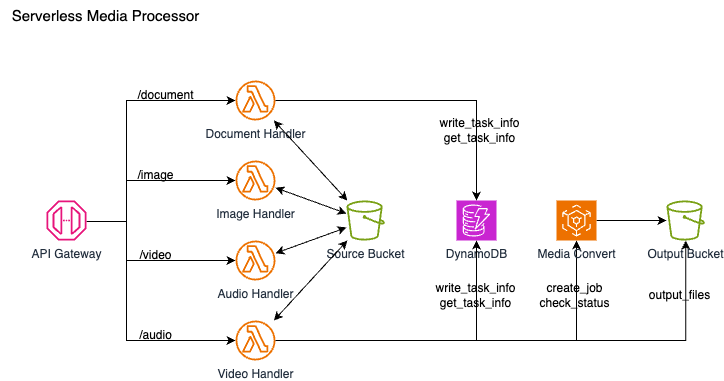 Serverless Media Processor
/document
Document Handler
write_task_info
get_task_info
/image
Image Handler
API Gateway
Source Bucket
DynamoDB
Media Convert
Output Bucket
/video
Audio Handler
write_task_info
get_task_info
create_job
check_status
output_files
/audio
Video Handler